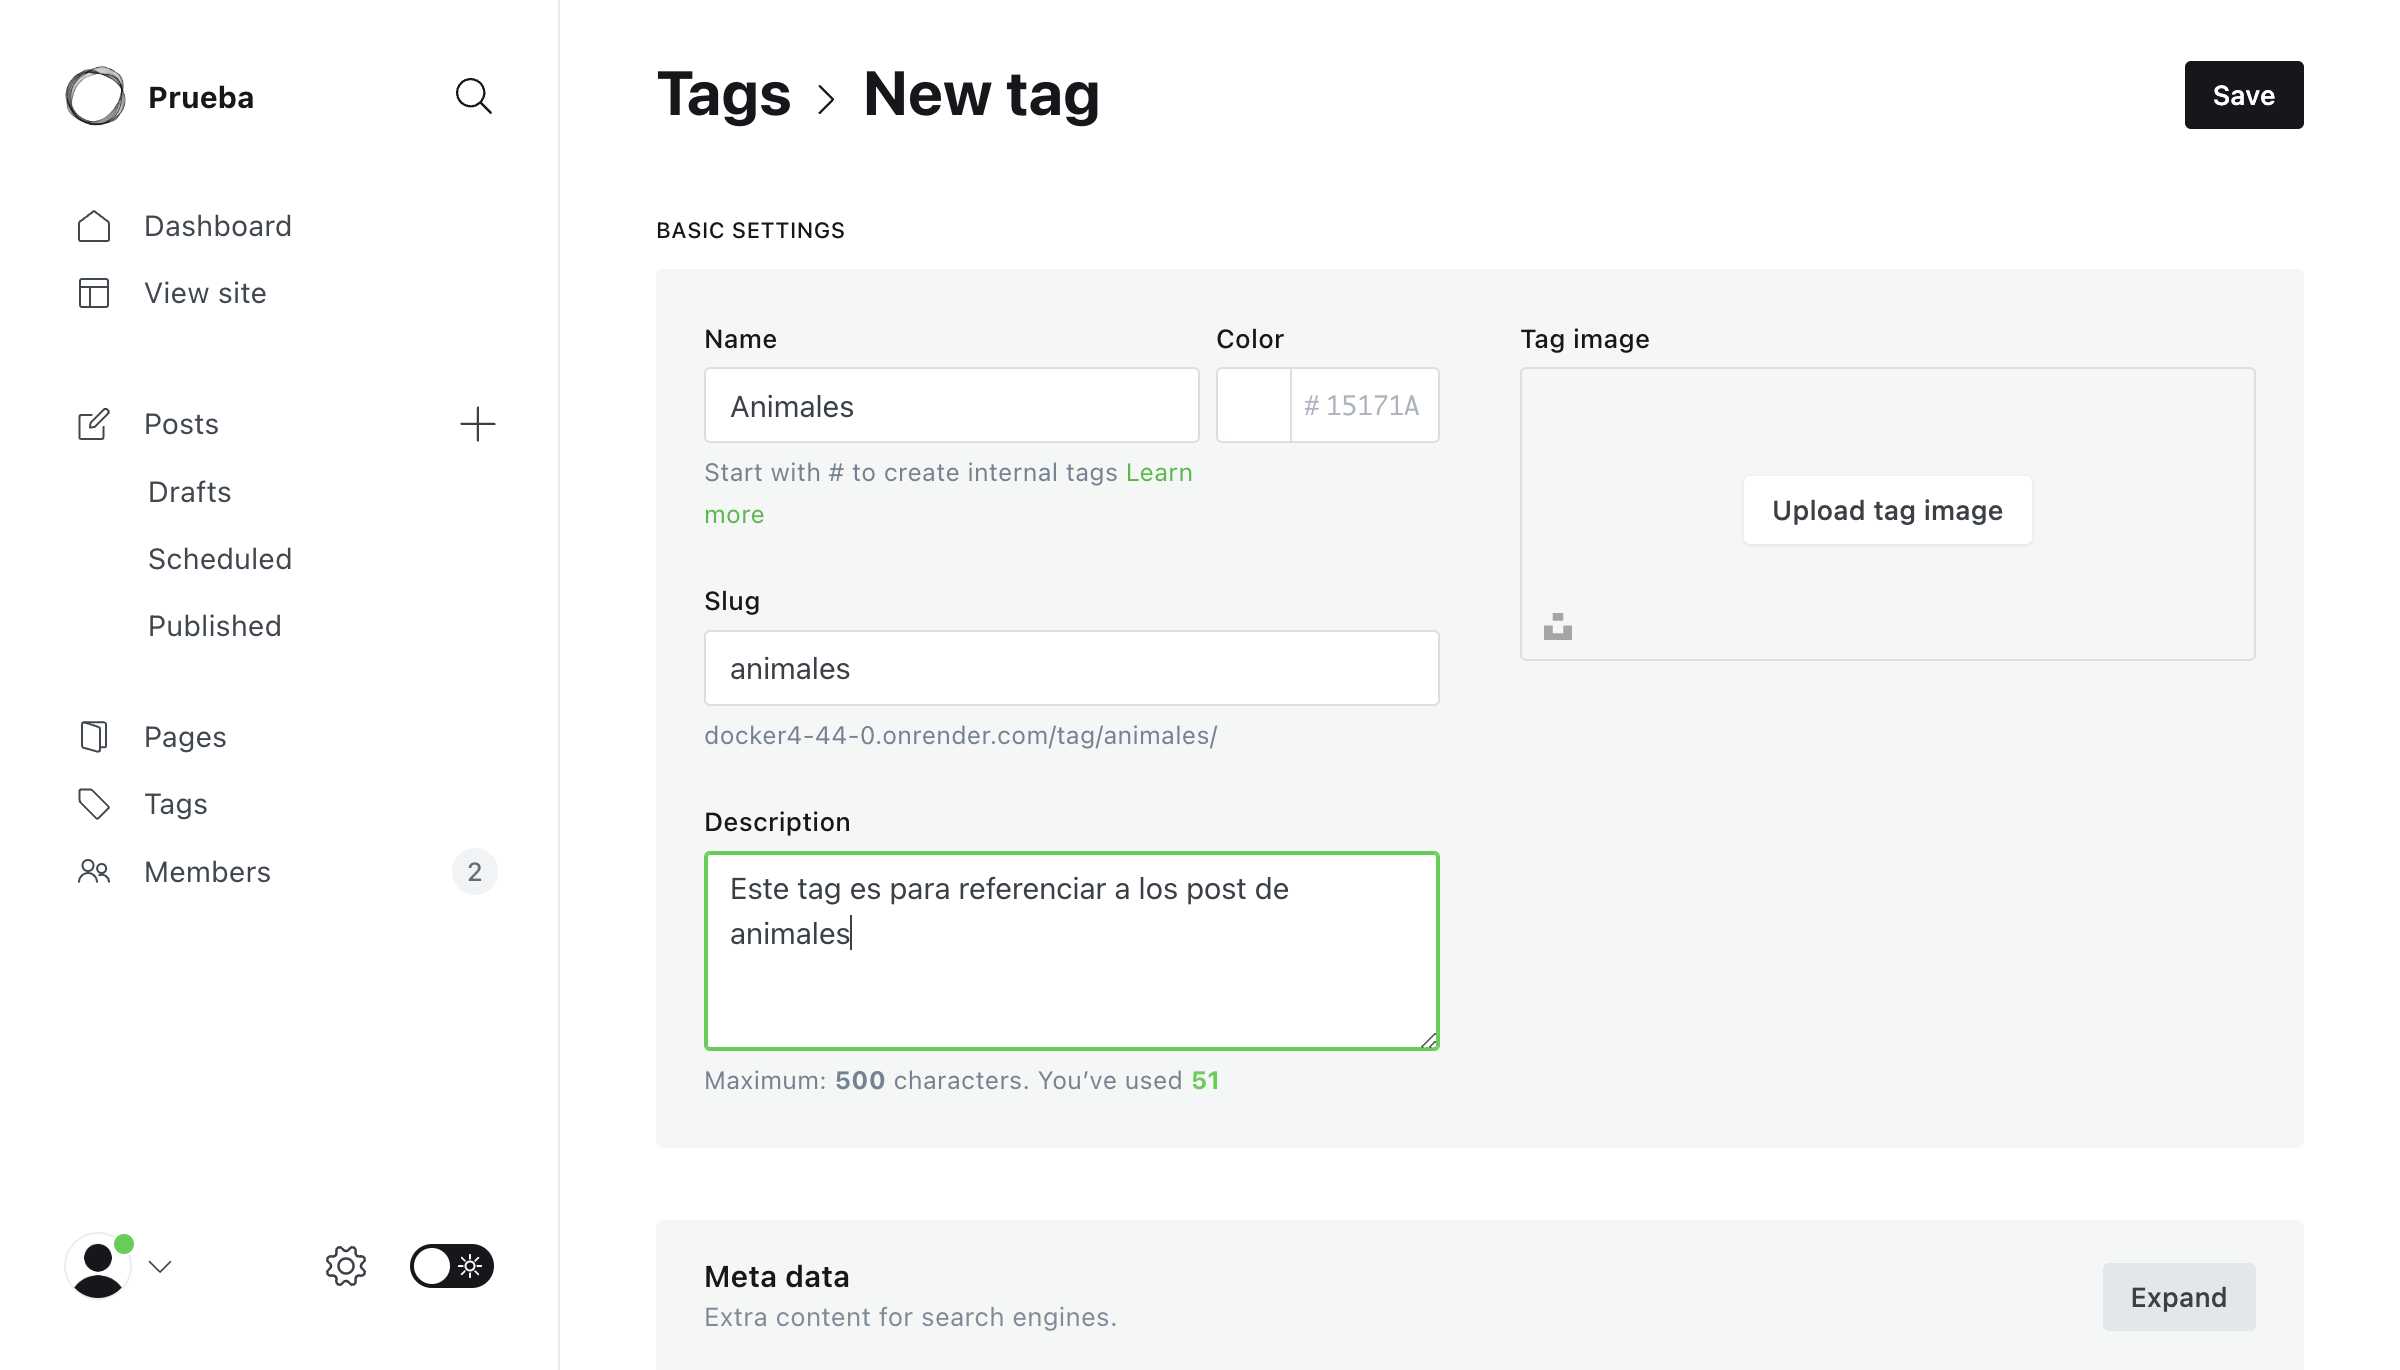 Prueba
Dashboard
View site
Posts
Drafts
Scheduled
Published
Pages
Tags
Members
2
Tags > New tag
Save
BASIC SETTINGS
Name
Color
Tag image
Animales
# 15171A
Start with # to create internal tags Learn
more
Upload tag image
Slug
animales
docker4-44-0.onrender.com/tag/animales/
Description
Este tag es para referenciar a los post de
animales
Maximum: 500 characters. You’ve used 51
Meta data
Extra content for search engines.
Expand